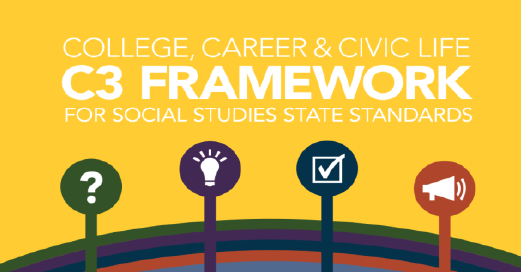 COLLEGE, CAREER & CIVIC LIFE
C3 FRAMEWORK
FOR SOCIAL STUDIES STATE STANDARDS
?